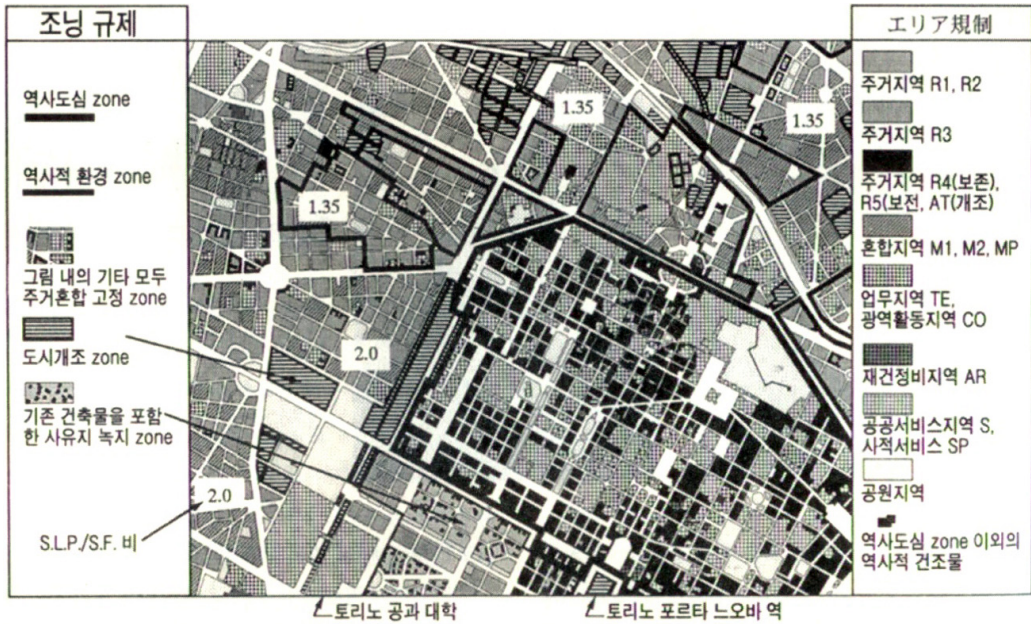 조닝 규제
역사도심 zone
역사적 환경 zone
그림 내의 기타 모두
주거혼합 고정 zone
도시개조 zone
기존 건축물을 포함
한 사유지 녹지 zone
2.0
S.L.P./S.F. 비
1.35
1.35
1.35
2.0
エリア規制
주거지역 R1, R2
주거지역 R3
주거지역 R4(보존),
R5(보전, AT(개조)
혼합지역 M1, M2, MP
업무지역 TE,
광역활동지역 CO
재건정비지역 AR
공공서비스지역 S,
사적서비스 SP
공원지역
역사도심 zone 이외의
역사적 건조물
토리노 공과 대학
토리노 포르타 느오바 역